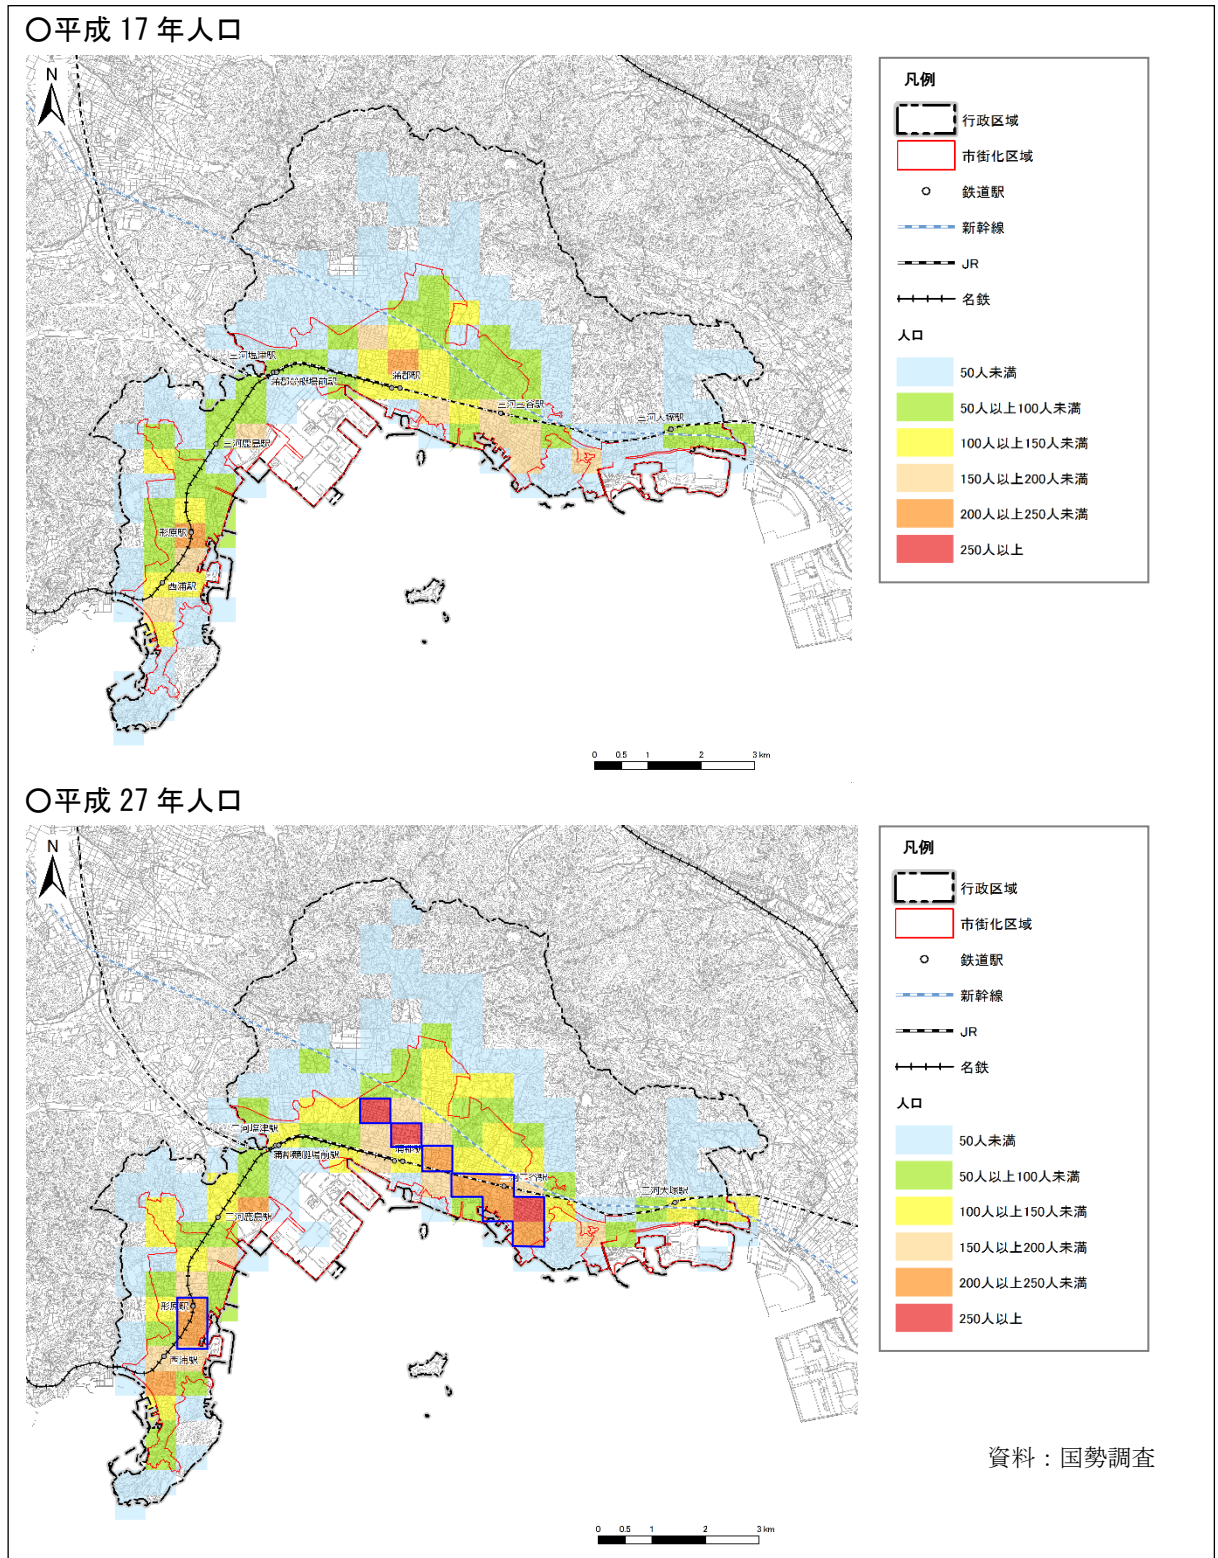 〇平成 17 年人口
N
三河塩津駅
蒲郡競艇場前駅
蒲郡駅
三河三谷駅
三河大塚駅
三河鹿島駅
形原駅
西浦駅
0 0.5 1 2 3 km
凡例
行政区域
市街化区域
鉄道駅
新幹線
JR
名鉄
人口
50人未満
50人以上100人未満
100人以上150人未満
150人以上200人未満
200人以上250人未満
250人以上
〇平成 27 年人口
N
三河塩津駅
蒲郡競艇場前駅
蒲郡駅
三河大塚駅
三河鹿島駅
形原駅
西浦駅
0 0.5 1 2 3 km
凡例
行政区域
市街化区域
鉄道駅
新幹線
JR
名鉄
人口
50人未満
50人以上100人未満
100人以上150人未満
150人以上200人未満
200人以上250人未満
250人以上
資料：国勢調査